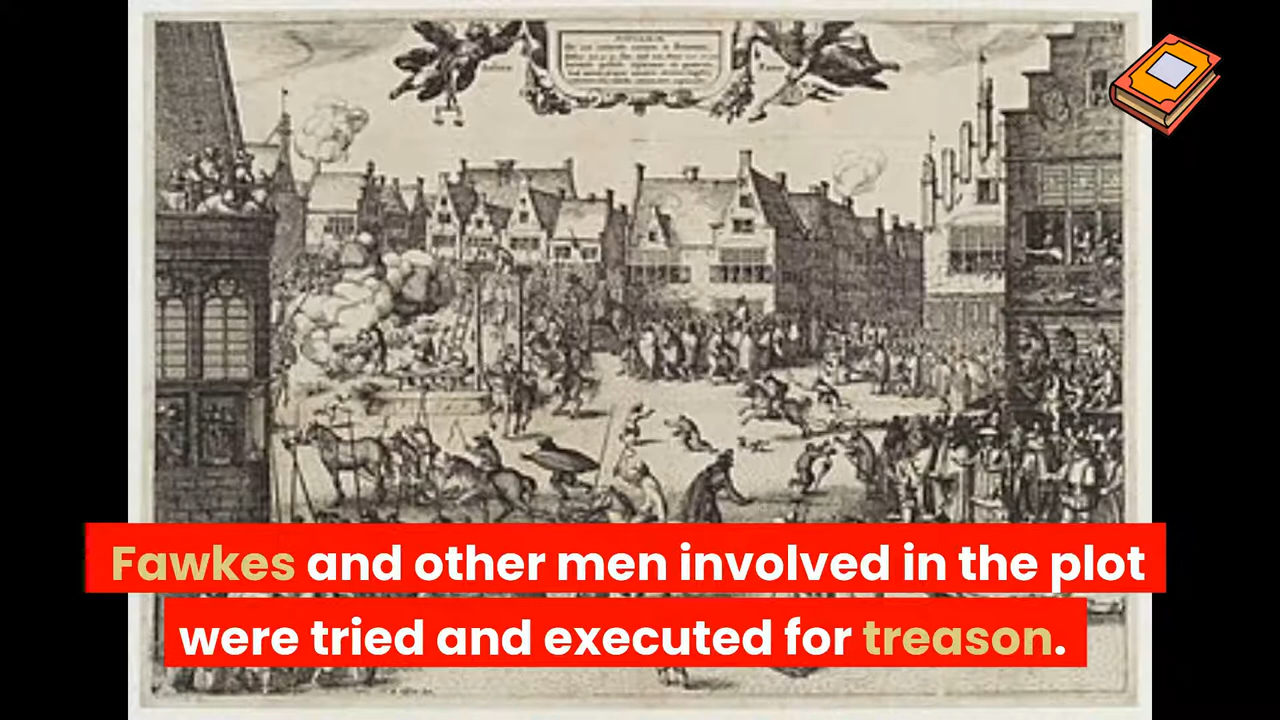 Fawkes and other men involved in the plot
were tried and executed for treason.